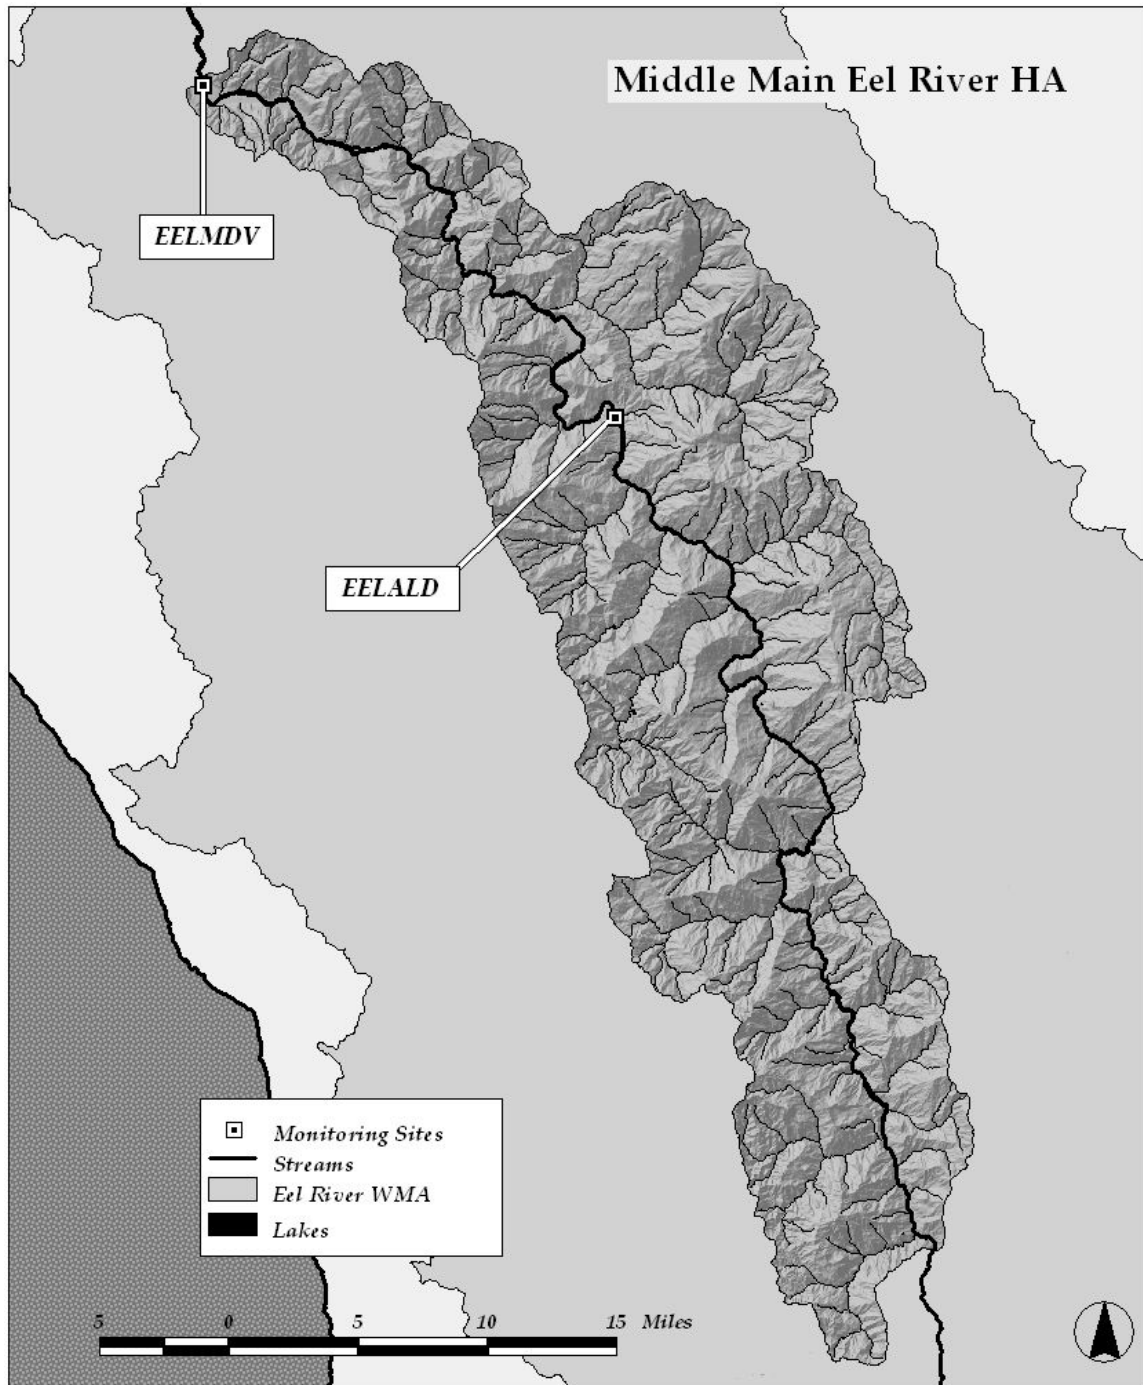 Middle Main Eel River HA
EELMDV
EELALD
Monitoring Sites
Streams
Eel River WMA
Lakes
5 0 5 10 15 Miles